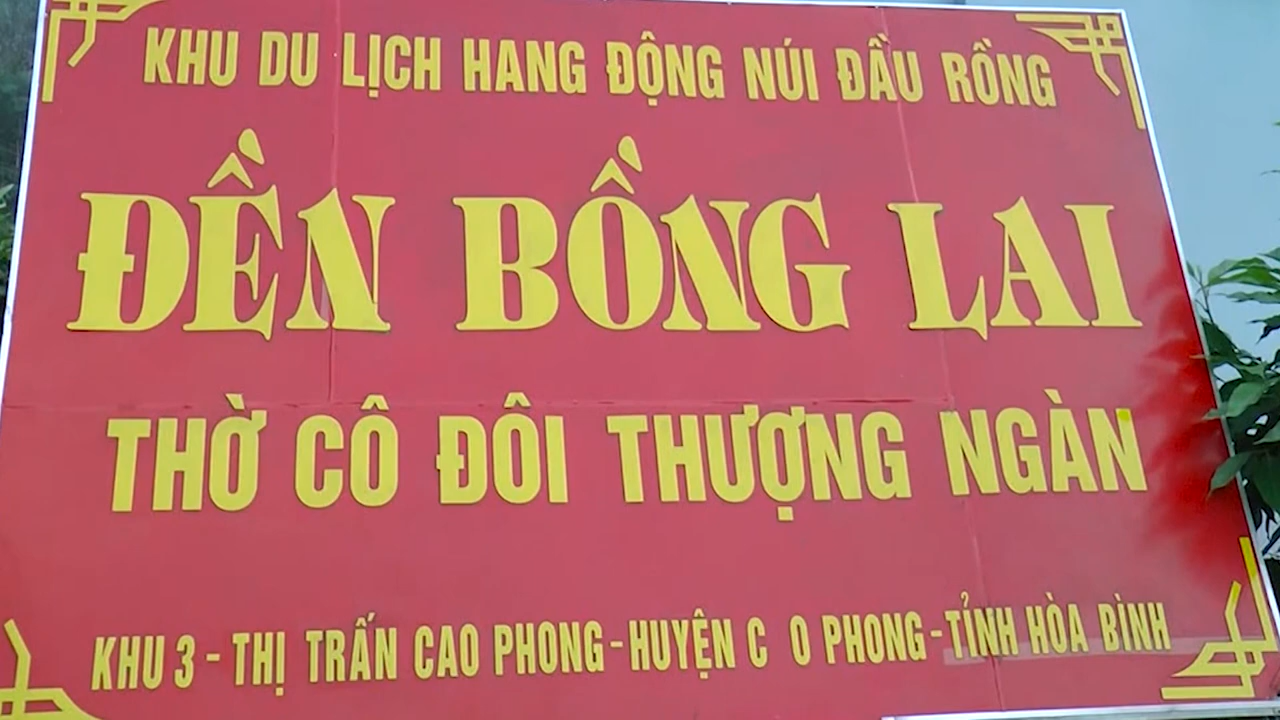 KHU DU LỊCH HANG ĐỘNG NÚI ĐẦU RỒNG
ĐỀN BỒNG LAI
THỜ CÔ ĐÔI THƯỢNG NGÀN
KHU 3 - THỊ TRẤN CAO PHONG - HUYỆN C O PHONG - TỈNH HÒA BÌNH